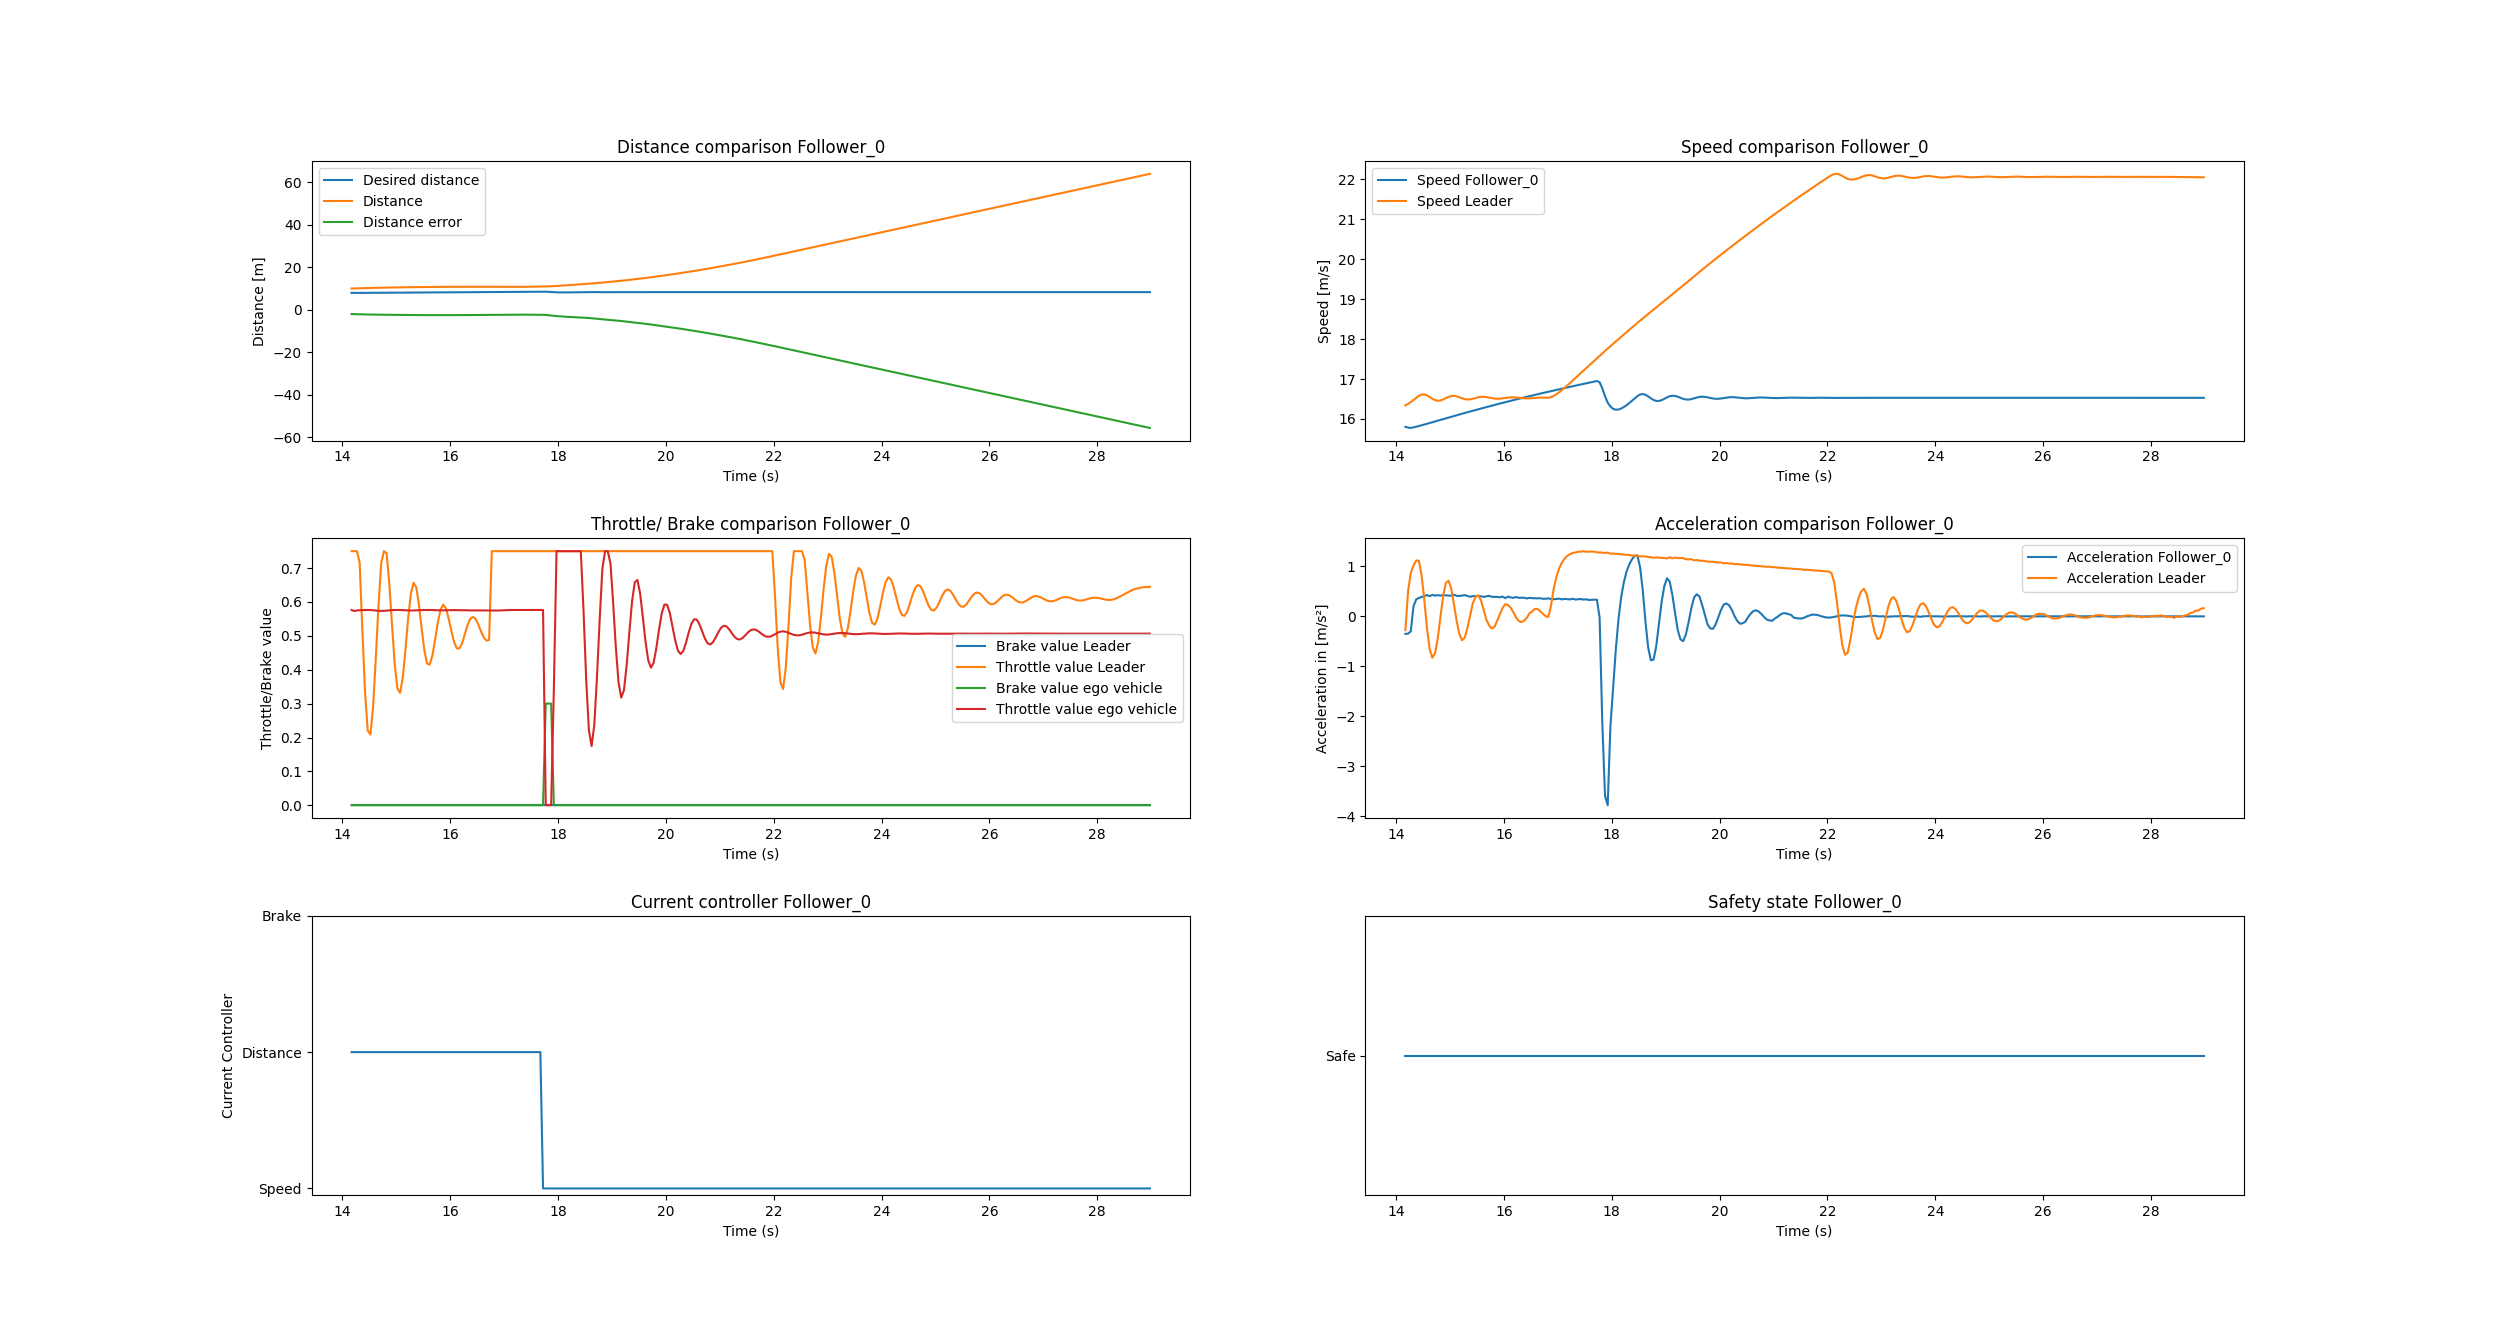 Distance comparison Follower_0
Desired distance
Distance
Distance error
Distance [m]
60
40
20
0
−20
−40
−60
14 16 18 20 22 24 26 28
Time (s)
Speed comparison Follower_0
Speed Follower_0
Speed Leader
Speed [m/s]
22
21
20
19
18
17
16
14 16 18 20 22 24 26 28
Time (s)
Throttle/ Brake comparison Follower_0
Brake value Leader
Throttle value Leader
Brake value ego vehicle
Throttle value ego vehicle
Throttle/Brake value
0.7
0.6
0.5
0.4
0.3
0.2
0.1
0.0
14 16 18 20 22 24 26 28
Time (s)
Acceleration comparison Follower_0
Acceleration Follower_0
Acceleration Leader
Acceleration in [m/s²]
1
0
−1
−2
−3
−4
14 16 18 20 22 24 26 28
Time (s)
Current controller Follower_0
Current Controller
Brake
Distance
Speed
14 16 18 20 22 24 26 28
Time (s)
Safety state Follower_0
Safe
14 16 18 20 22 24 26 28
Time (s)